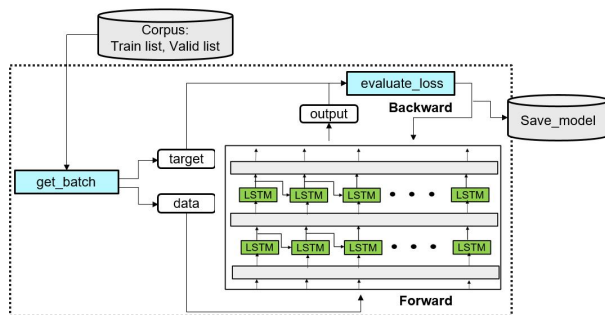 Corpus:
Train list, Valid list
evaluate_loss
Backward
output
Save_model
target
get_batch
data
LSTM LSTM LSTM • • • LSTM
LSTM LSTM LSTM • • • LSTM
Forward